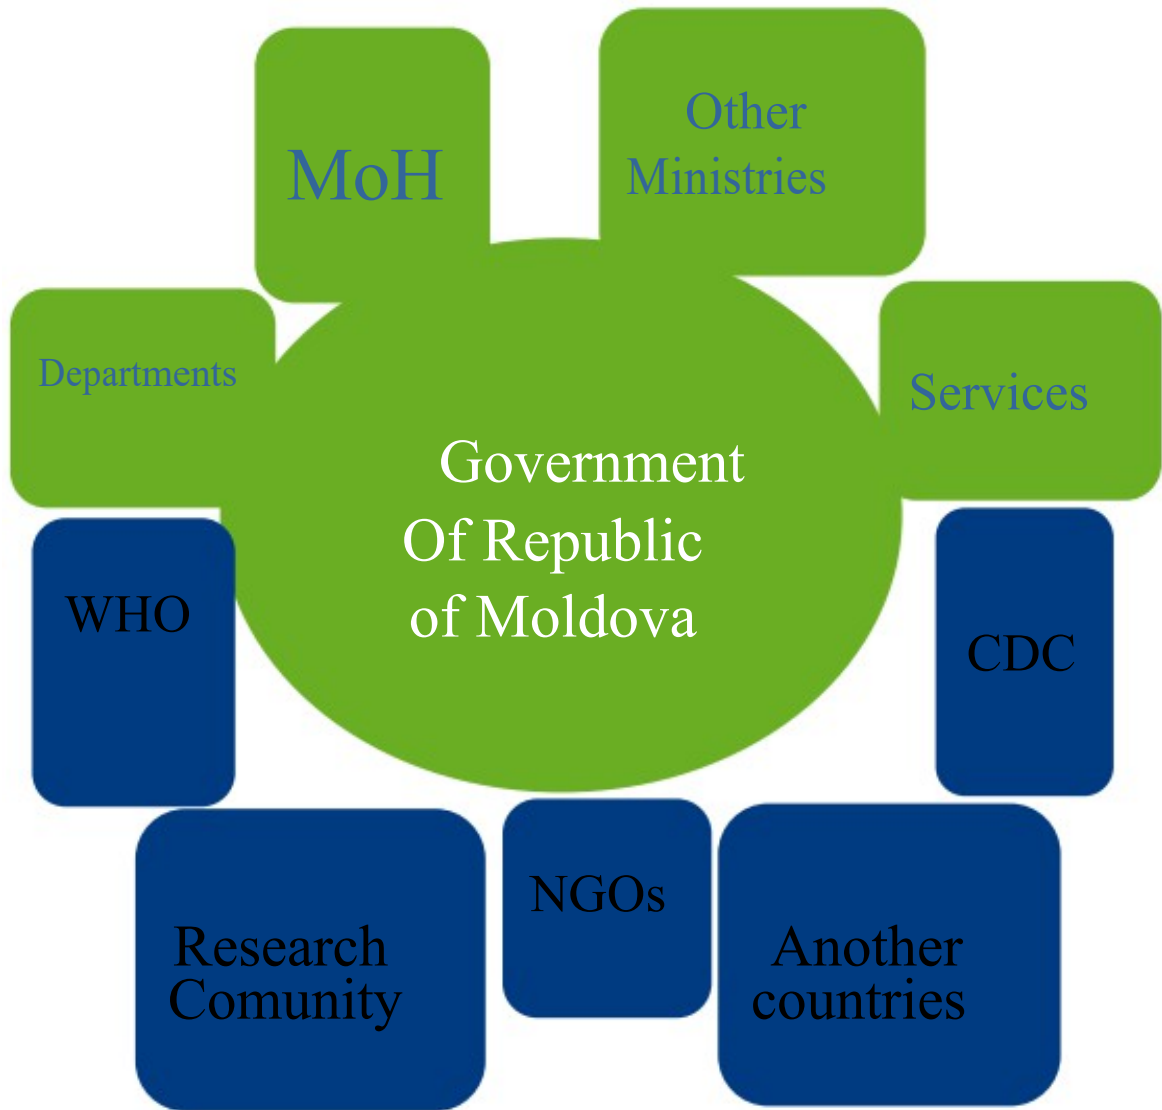 MoH
Other
Ministries
Departments
Services
Government
Of Republic
of Moldova
WHO
CDC
Research
Comunity
NGOs
Another
countries